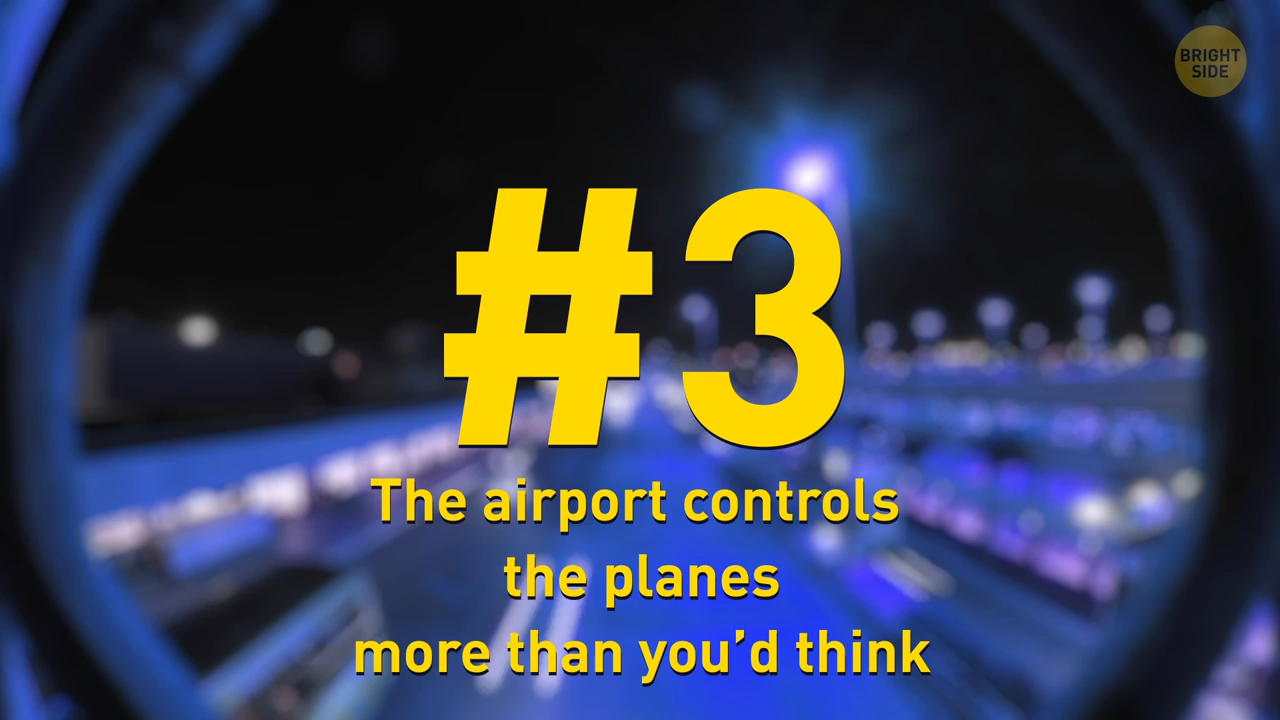 BRIGHT
SIDE
#3
The airport controls
the planes
more than you’d think